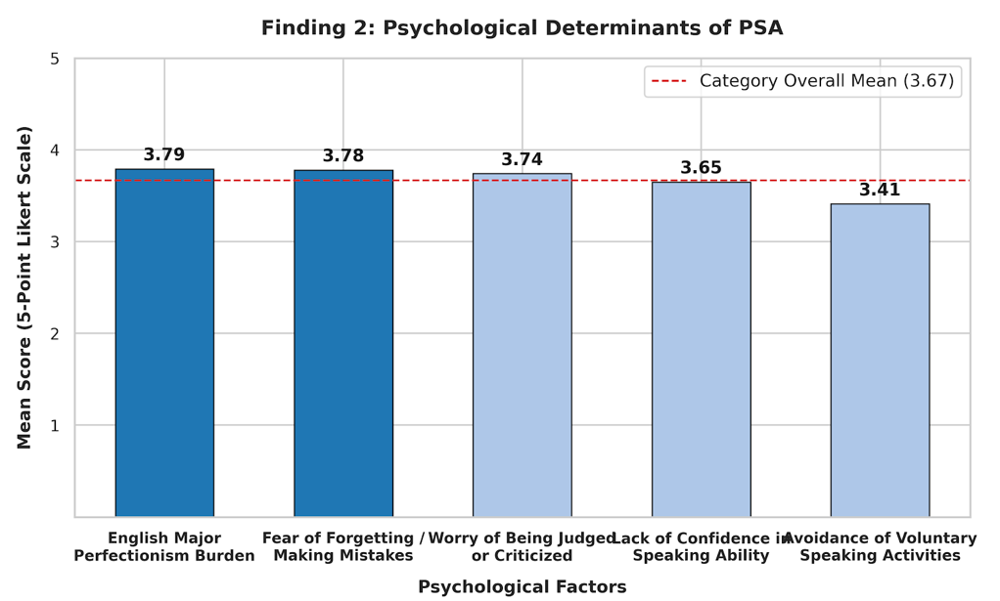 Finding 2: Psychological Determinants of PSA
Mean Score (5-Point Likert Scale)
5
4
3
2
1
Category Overall Mean (3.67)
3.79
3.78
3.74
3.65
3.41
English Major
Perfectionism Burden
Fear of Forgetting /
Making Mistakes
Worry of Being Judged
or Criticized
Lack of Confidence in
Speaking Ability
Avoidance of Voluntary
Speaking Activities
Psychological Factors